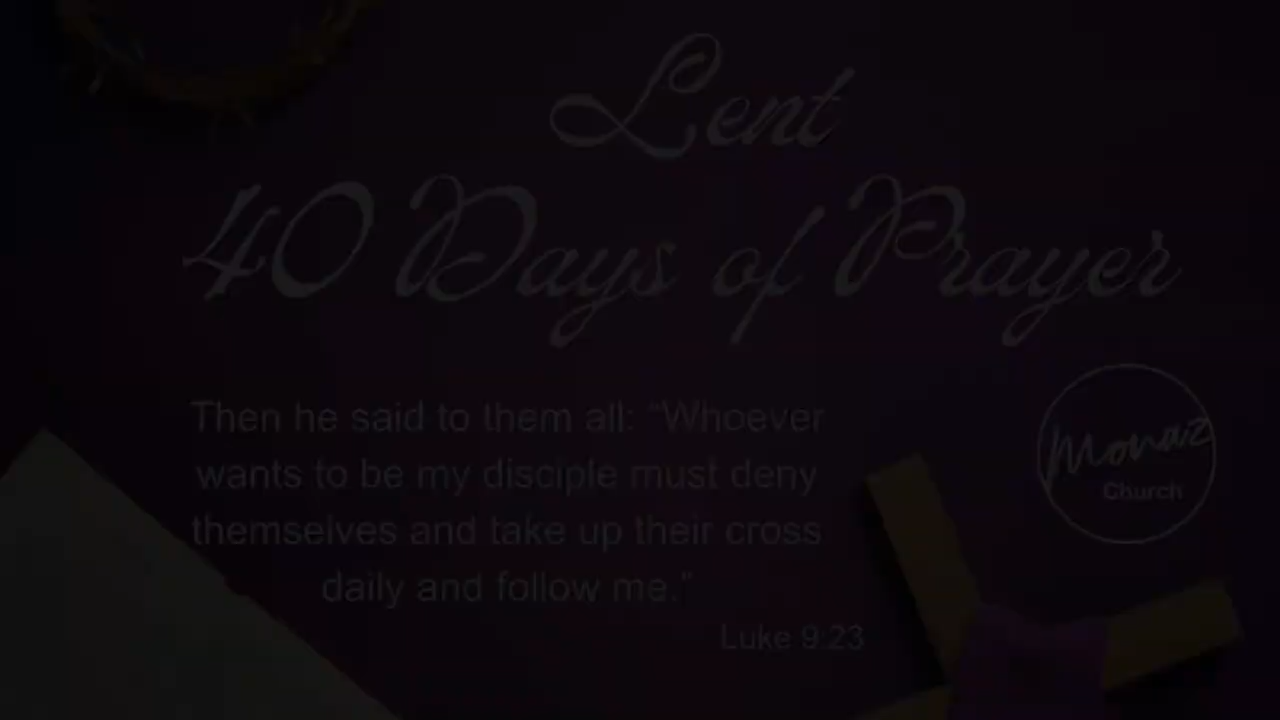 Lent
40 Days of Prayer
Then he said to them all: “Whoever
wants to be my disciple must deny
themselves and take up their cross
daily and follow me.”
Luke 9:23
Monaz
Church